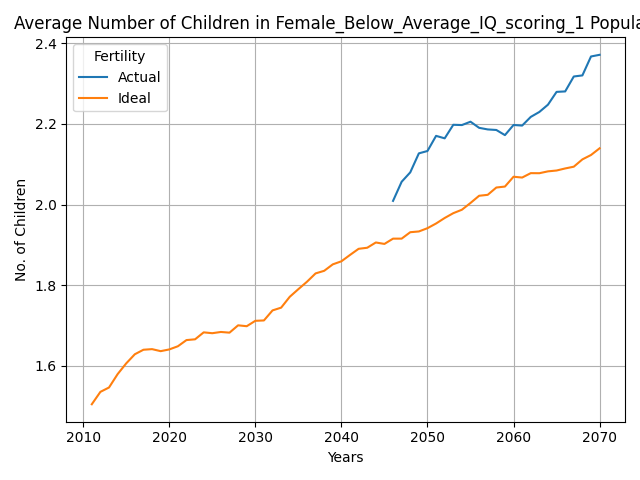 Average Number of Children in Female_Below_Average_IQ_scoring_1 Popula
2.4
2.2
2.0
1.8
1.6
No. of Children
Fertility
Actual
Ideal
2010 2020 2030 2040 2050 2060 2070
Years